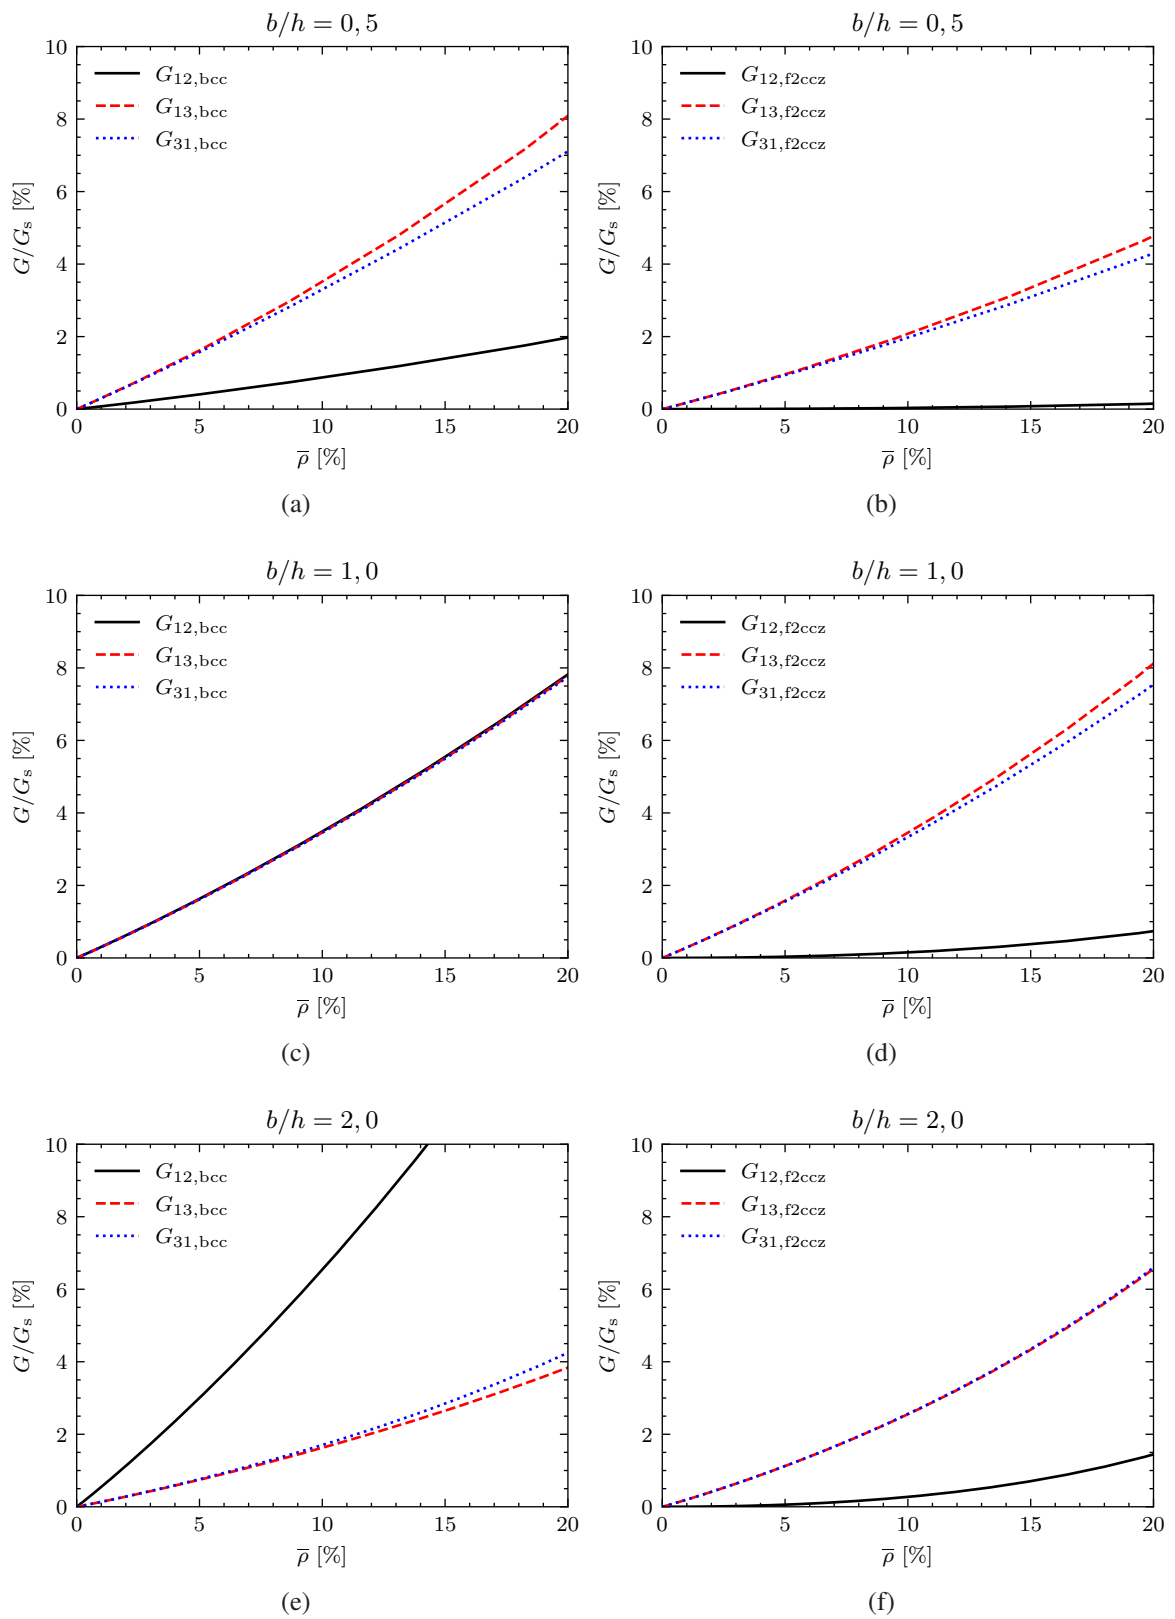 b/h = 0,5
10
8
6
4
2
0
G/G_s [%]
G_12,bcc
G_13,bcc
G_31,bcc
0 5 10 15 20
ρ̅ [%]
(a)
b/h = 0,5
10
8
6
4
2
0
G/G_s [%]
G_12,f2ccz
G_13,f2ccz
G_31,f2ccz
0 5 10 15 20
ρ̅ [%]
(b)
b/h = 1,0
10
8
6
4
2
0
G/G_s [%]
G_12,bcc
G_13,bcc
G_31,bcc
0 5 10 15 20
ρ̅ [%]
(c)
b/h = 1,0
10
8
6
4
2
0
G/G_s [%]
G_12,f2ccz
G_13,f2ccz
G_31,f2ccz
0 5 10 15 20
ρ̅ [%]
(d)
b/h = 2,0
10
8
6
4
2
0
G/G_s [%]
G_12,bcc
G_13,bcc
G_31,bcc
0 5 10 15 20
ρ̅ [%]
(e)
b/h = 2,0
10
8
6
4
2
0
G/G_s [%]
G_12,f2ccz
G_13,f2ccz
G_31,f2ccz
0 5 10 15 20
ρ̅ [%]
(f)